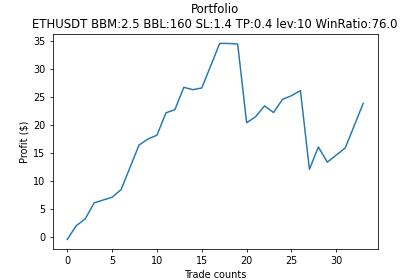 Portfolio
ETHUSDT BBM:2.5 BBL:160 SL:1.4 TP:0.4 lev:10 WinRatio:76.0
35
30
25
20
15
10
5
0
Profit ($)
0 5 10 15 20 25 30
Trade counts